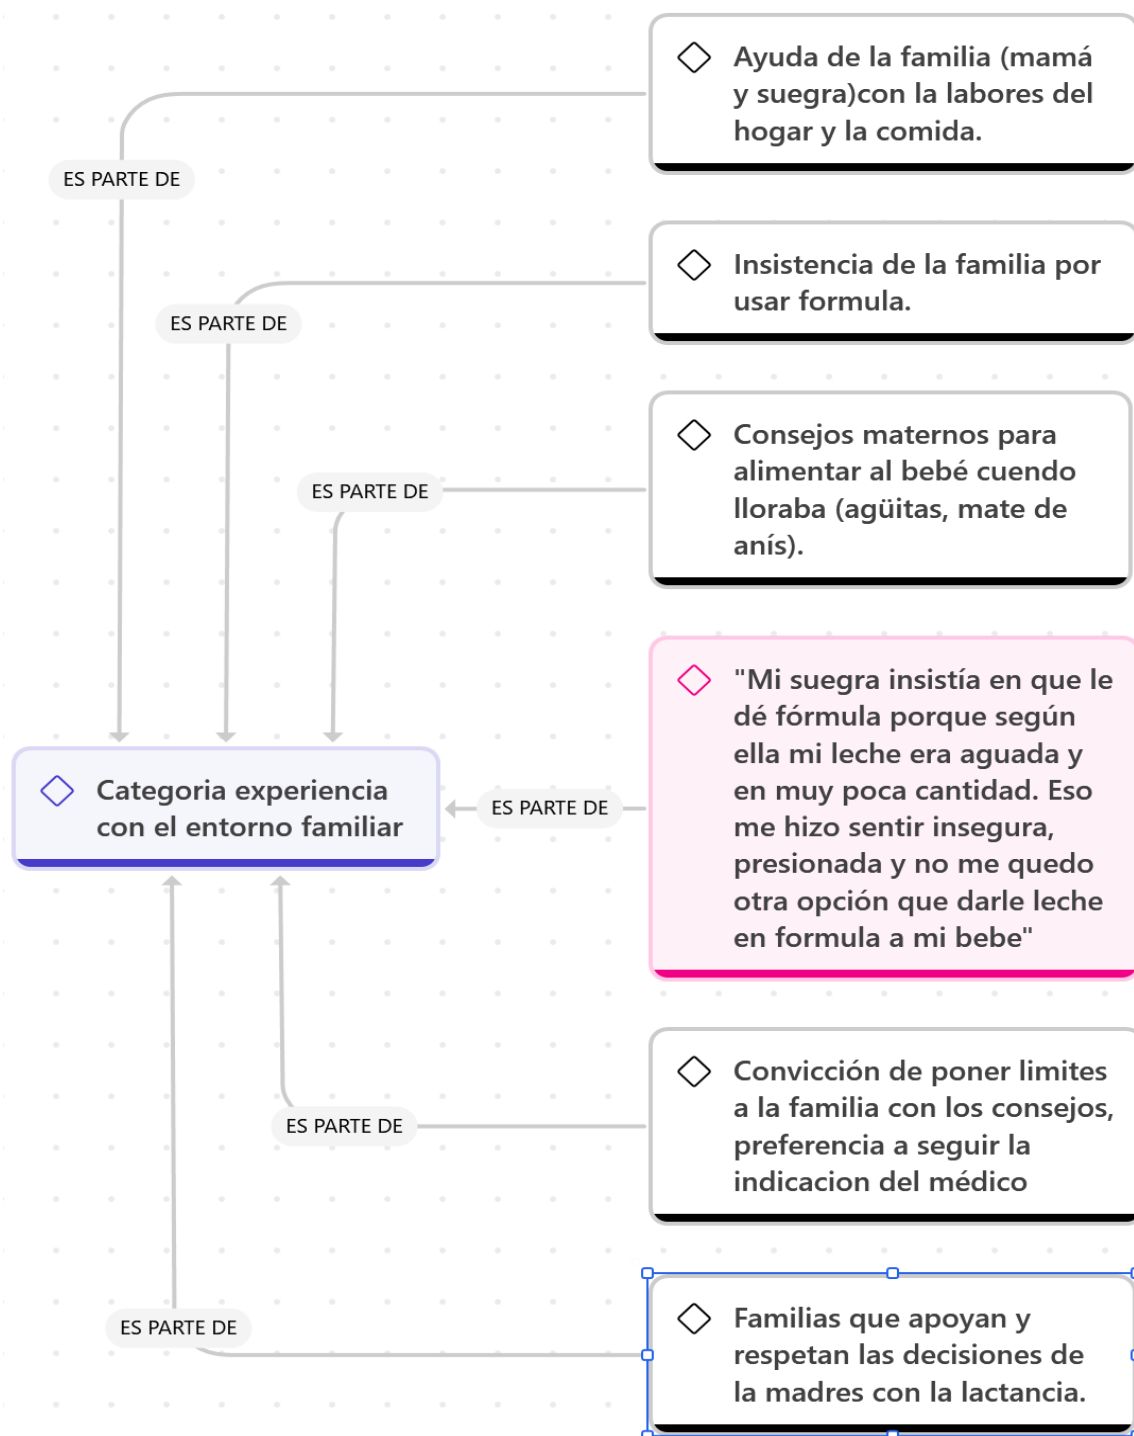 Ayuda de la familia (mamá
y suegra)con la labores del
hogar y la comida.
ES PARTE DE
Insistencia de la familia por
usar formula.
ES PARTE DE
Consejos maternos para
alimentar al bebé cuendo
lloraba (agüitas, mate de
anís).
ES PARTE DE
"Mi suegra insistía en que le
dé fórmula porque según
ella mi leche era aguada y
en muy poca cantidad. Eso
me hizo sentir insegura,
presionada y no me quedo
otra opción que darle leche
en formula a mi bebe"
ES PARTE DE
Categoria experiencia
con el entorno familiar
Convicción de poner limites
a la familia con los consejos,
preferencia a seguir la
indicacion del médico
ES PARTE DE
Familias que apoyan y
respetan las decisiones de
la madres con la lactancia.
ES PARTE DE